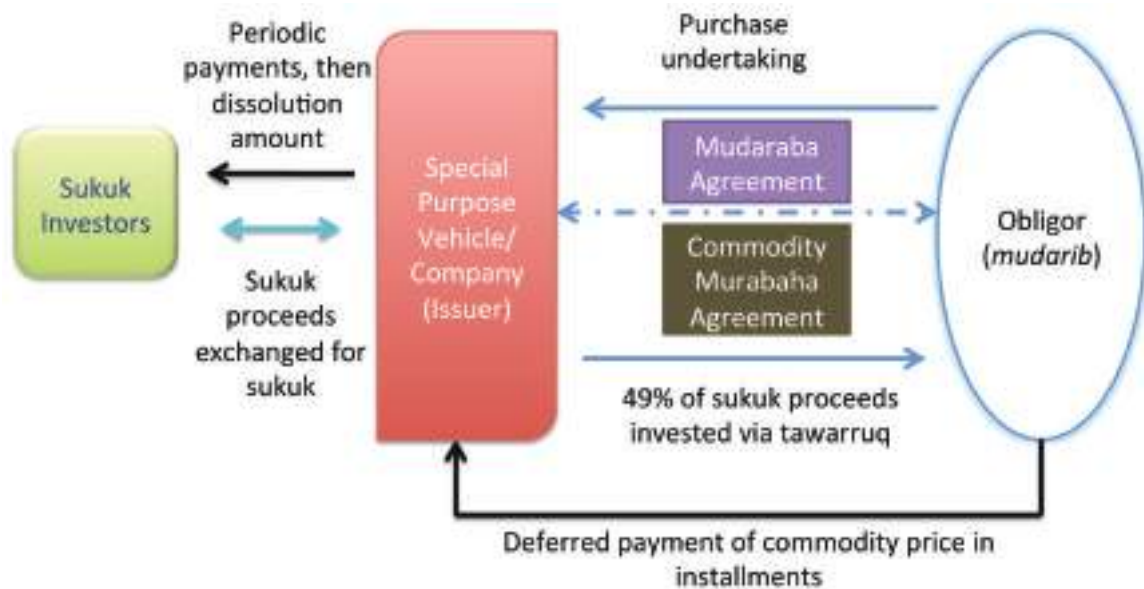 Periodic
payments, then
dissolution
amount
Sukuk
Investors
Sukuk
proceeds
exchanged for
sukuk
Special
Purpose
Vehicle/
Company
(Issuer)
Purchase
undertaking
Mudaraba
Agreement
Commodity
Murabaha
Agreement
49% of sukuk proceeds
invested via tawarruq
Obligor
(mudarib)
Deferred payment of commodity price in
installments